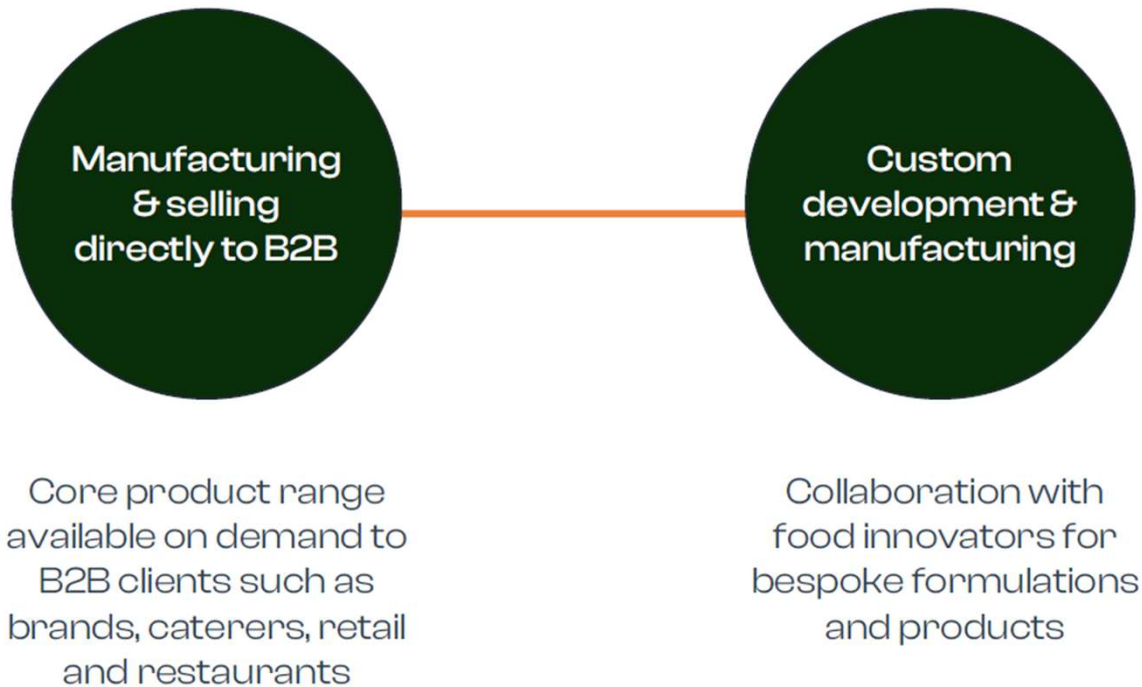 Manufacturing
& selling
directly to B2B
Custom
development &
manufacturing
Core product range
available on demand to
B2B clients such as
brands, caterers, retail
and restaurants
Collaboration with
food innovators for
bespoke formulations
and products